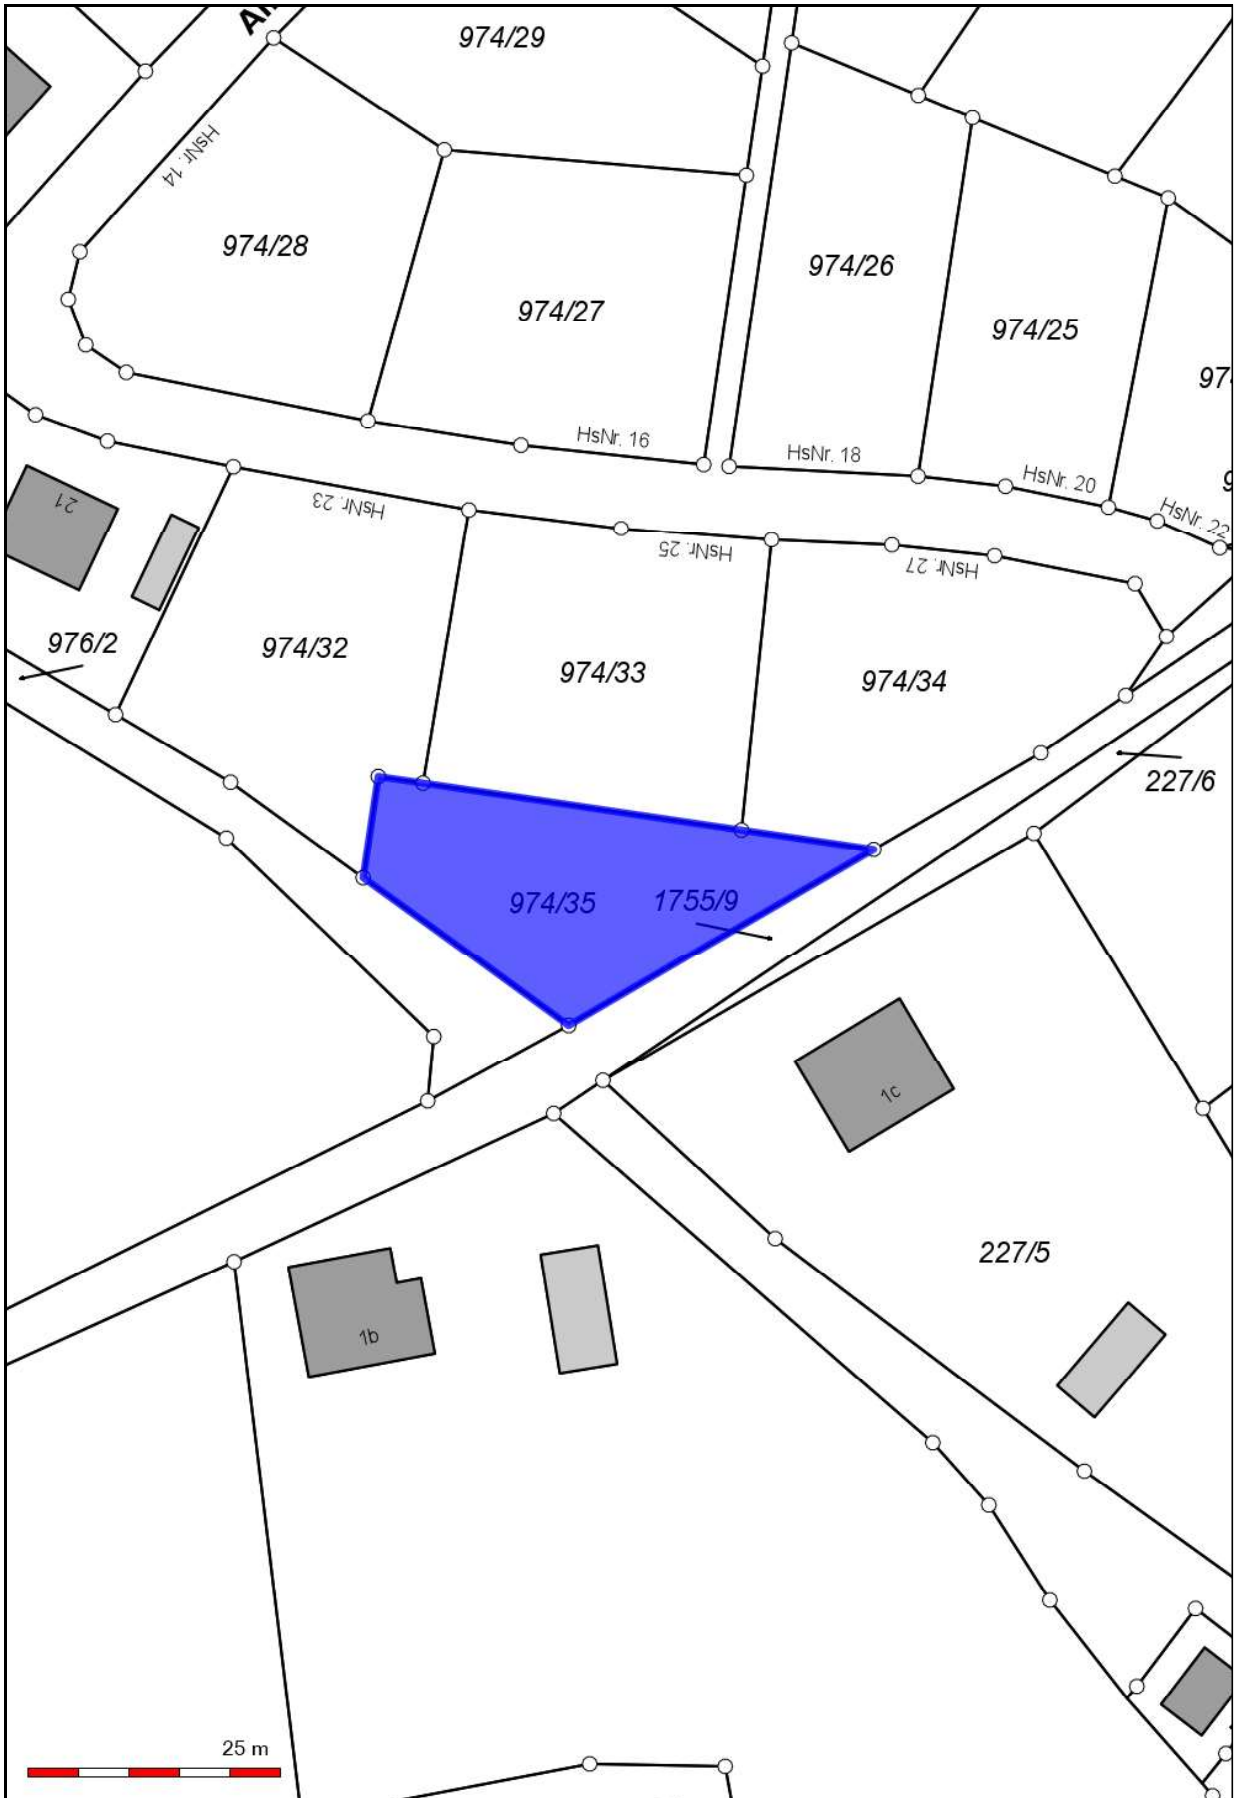 974/29
HsNr. 14
974/28
974/26
974/27
974/25
HsNr. 16
HsNr. 18
HsNr. 20
HsNr. 22
21
HsNr. 23
HsNr. 25
HsNr. 27
976/2
974/32
974/33
974/34
227/6
974/35
1755/9
1c
227/5
1b
25 m